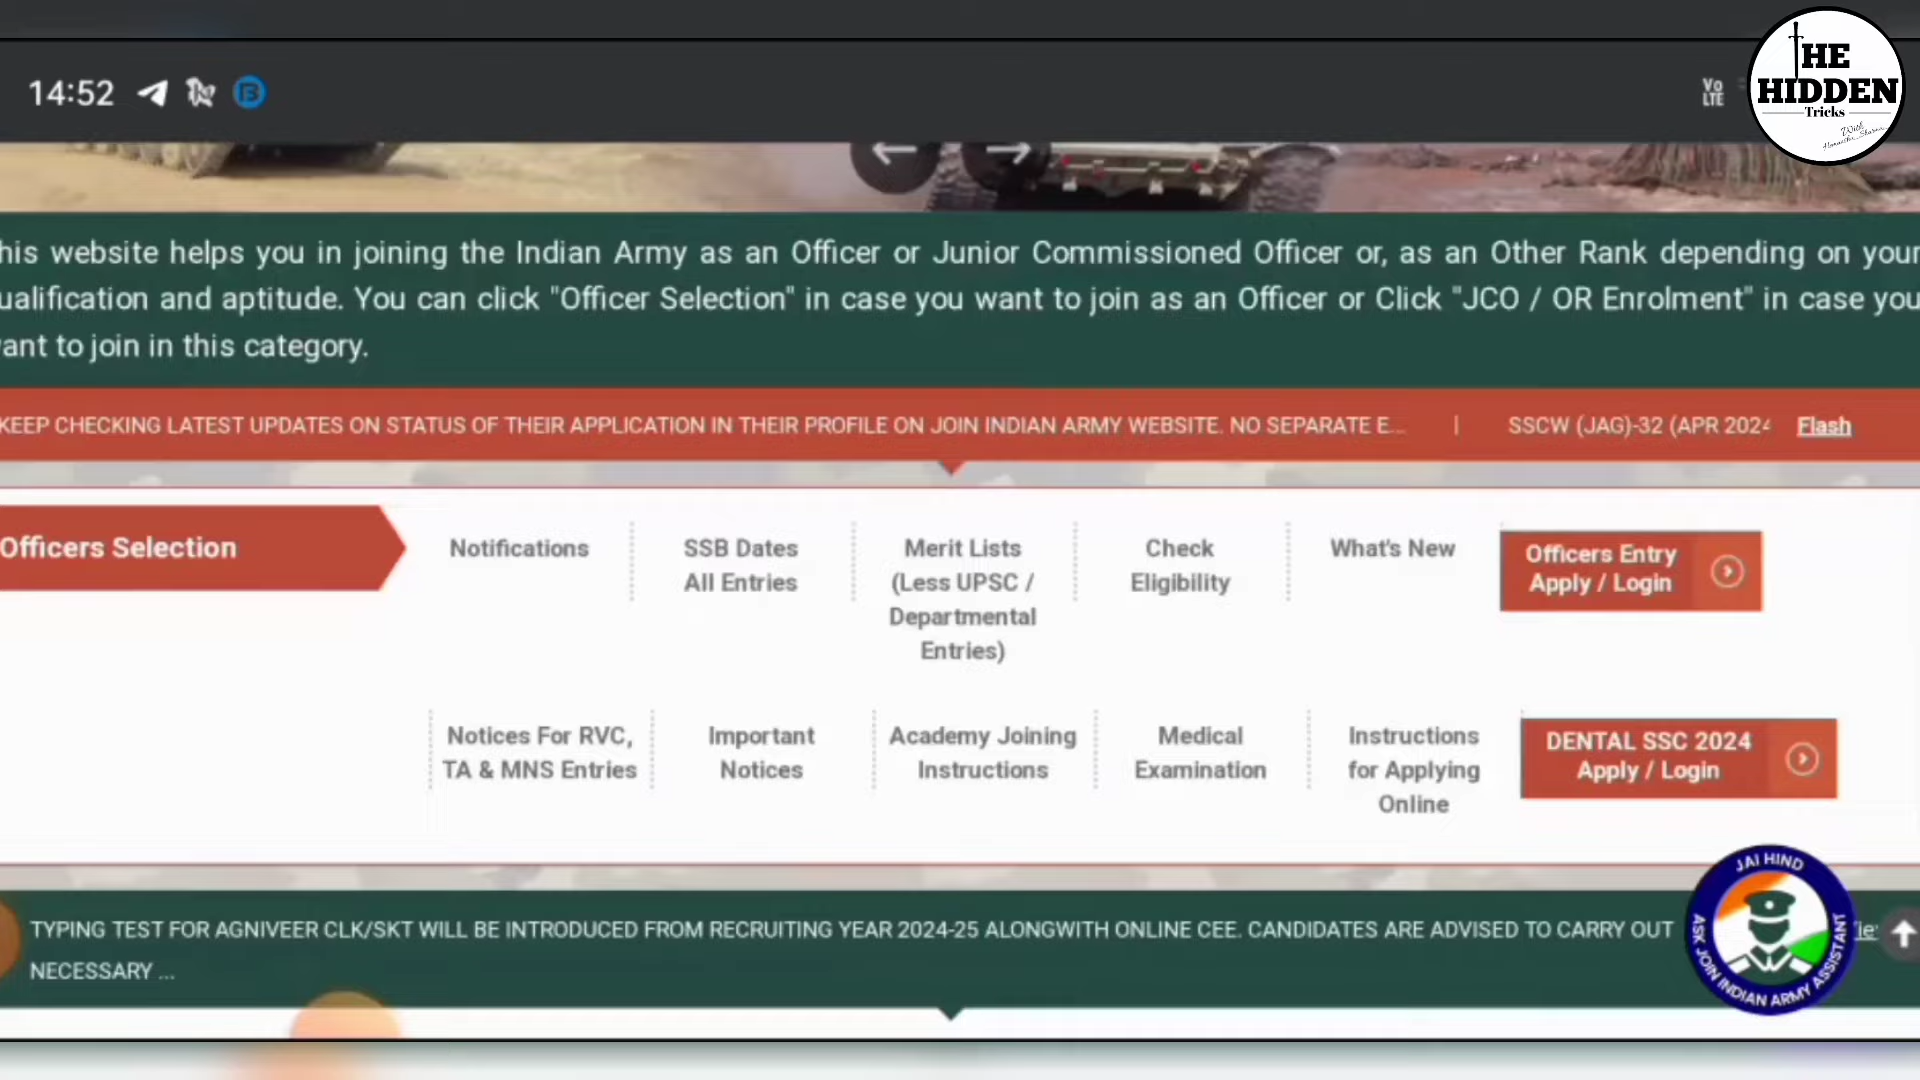 14:52
Vo
LTE
THE
HIDDEN
Tricks
With
his website helps you in joining the Indian Army as an Officer or Junior Commissioned Officer or, as an Other Rank depending on your
ualification and aptitude. You can click "Officer Selection" in case you want to join as an Officer or Click "JCO / OR Enrolment" in case you
ant to join in this category.
KEEP CHECKING LATEST UPDATES ON STATUS OF THEIR APPLICATION IN THEIR PROFILE ON JOIN INDIAN ARMY WEBSITE. NO SEPARATE E... | SSCW (JAG)-32 (APR 2024 Flash
Officers Selection
Notifications
SSB Dates
All Entries
Merit Lists
(Less UPSC /
Departmental
Entries)
Check
Eligibility
What's New
Officers Entry
Apply / Login
Notices For RVC,
TA & MNS Entries
Important
Notices
Academy Joining
Instructions
Medical
Examination
Instructions
for Applying
Online
DENTAL SSC 2024
Apply / Login
TYPING TEST FOR AGNIVEER CLK/SKT WILL BE INTRODUCED FROM RECRUITING YEAR 2024-25 ALONGWITH ONLINE CEE. CANDIDATES ARE ADVISED TO CARRY OUT
NECESSARY ...
JAI HIND
ASK JOIN INDIAN ARMY ASSISTANT